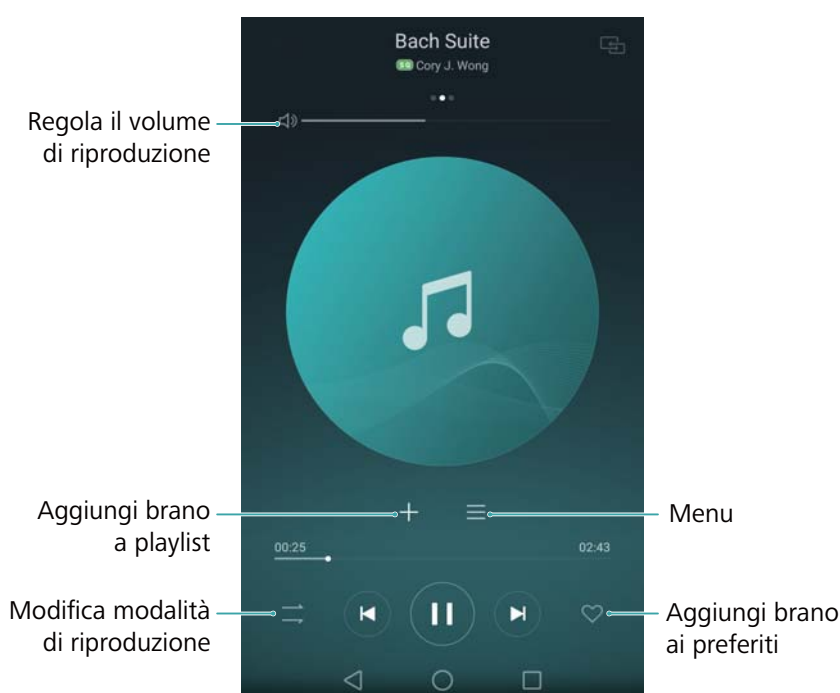 Bach Suite
SQ Cory J. Wong
Regola il volume
di riproduzione
Aggiungi brano
a playlist
Menu
00:25
02:43
Modifica modalità
di riproduzione
Aggiungi brano
ai preferiti